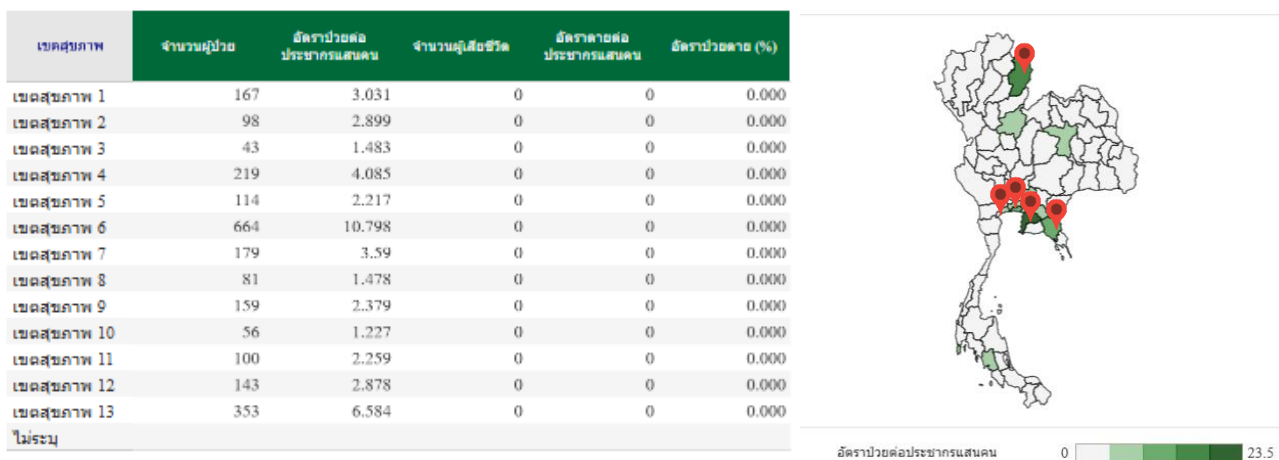 เขตสุขภาพ จำนวนผู้ป่วย อัตราป่วยต่อประชากรแสนคน จำนวนผู้เสียชีวิต อัตราตายต่อประชากรแสนคน อัตราป่วยตาย (%)
เขตสุขภาพ 1 167 3.031 0 0 0.000
เขตสุขภาพ 2 98 2.899 0 0 0.000
เขตสุขภาพ 3 43 1.483 0 0 0.000
เขตสุขภาพ 4 219 4.085 0 0 0.000
เขตสุขภาพ 5 114 2.217 0 0 0.000
เขตสุขภาพ 6 664 10.798 0 0 0.000
เขตสุขภาพ 7 179 3.59 0 0 0.000
เขตสุขภาพ 8 81 1.478 0 0 0.000
เขตสุขภาพ 9 159 2.379 0 0 0.000
เขตสุขภาพ 10 56 1.227 0 0 0.000
เขตสุขภาพ 11 100 2.259 0 0 0.000
เขตสุขภาพ 12 143 2.878 0 0 0.000
เขตสุขภาพ 13 353 6.584 0 0 0.000
ไม่ระบุ
อัตราป่วยต่อประชากรแสนคน 0 23.5